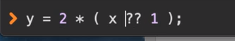 > y = 2 * ( x ?? 1 );